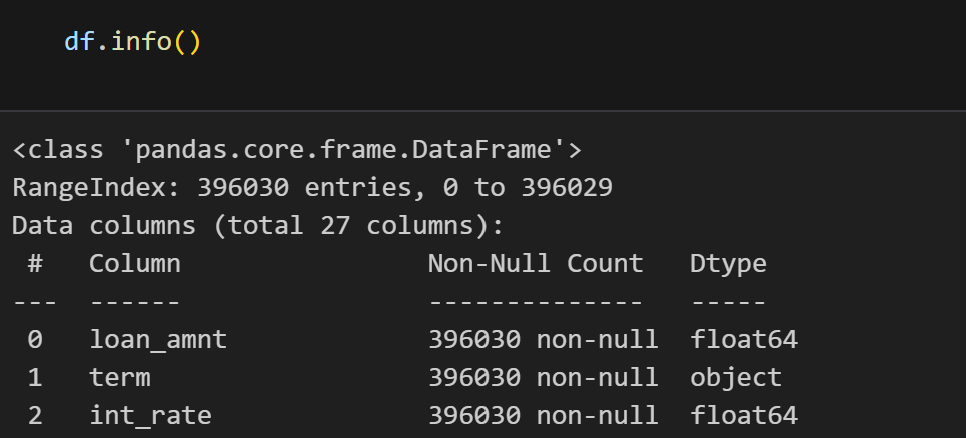 df.info()
<class 'pandas.core.frame.DataFrame'>
RangeIndex: 396030 entries, 0 to 396029
Data columns (total 27 columns):
 #   Column                Non-Null Count   Dtype
---  ------                --------------   -----
 0   loan_amnt             396030 non-null  float64
 1   term                  396030 non-null  object
 2   int_rate              396030 non-null  float64